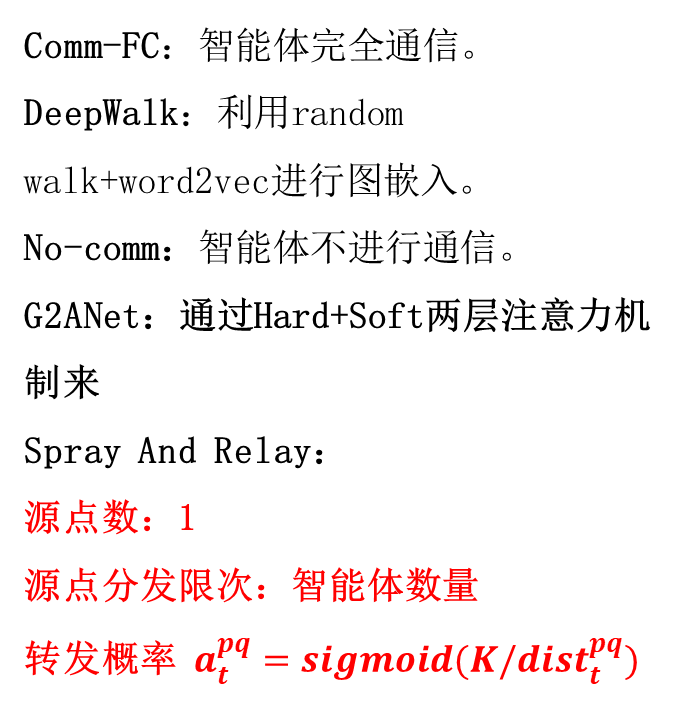 Comm-FC：智能体完全通信。
DeepWalk：利用random
walk+word2vec进行图嵌入。
No-comm：智能体不进行通信。
G2ANet：通过Hard+Soft两层注意力机
制来
Spray And Relay：
源点数：1
源点分发限次：智能体数量
转发概率 a_t^{pq} = sigmoid(K/dist_t^{pq})